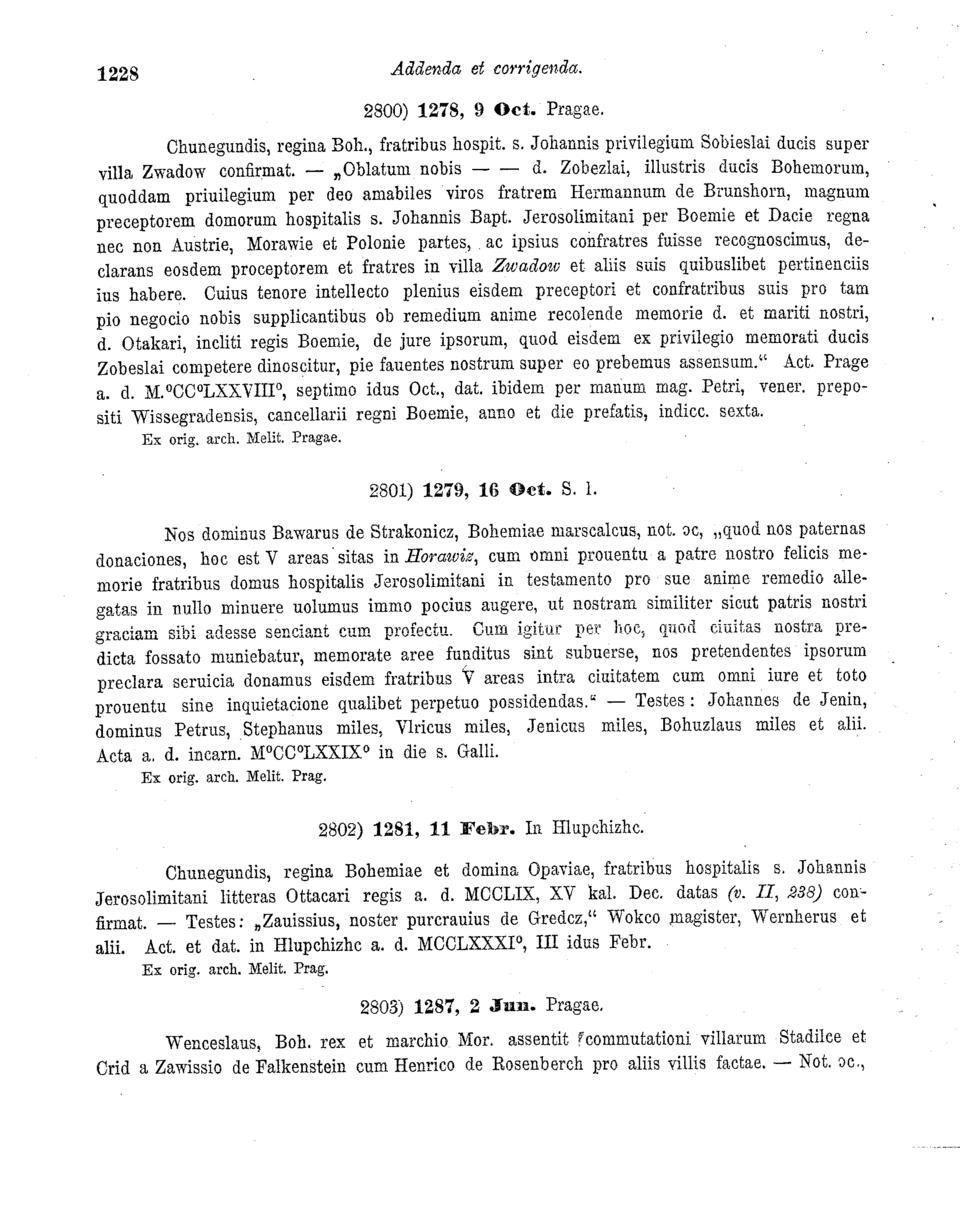 1228
Addenda et corrigenda.
2800) 1278, 9 Oct. Pragae.
Chunegundis, regina Boh., fratribus hospit. s. Johannis privilegium Sobieslai ducis super
villa Zwadow confirmat. — „Oblatum nobis — — d. Zobezlai, illustris ducis Bohemorum,
quoddam priuilegium per deo amabiles viros fratrem Hermannum de Brunshorn, magnum
preceptorem domorum hospitalis s. Johannis Bapt. Jerosolimitani per Boemie et Dacie regna
nec non Austrie, Morawie et Polonie partes, ac ipsius confratres fuisse recognoscimus, de-
clarans eosdem proceptorem et fratres in villa Zwadow et aliis suis quibuslibet pertinenciis
ius habere. Cuius tenore intellecto plenius eisdem preceptori et confratribus suis pro tam
pio negocio nobis supplicantibus ob remedium anime recolende memorie d. et mariti nostri,
d. Otakari, incliti regis Boemie, de jure ipsorum, quod eisdem ex privilegio memorati ducis
Zobeslai competere dinoscitur, pie fauentes nostrum super eo prebemus assensum.“ Act. Prage
a. d. M.⁰CC⁰LXXVIII⁰, septimo idus Oct., dat. ibidem per manum mag. Petri, vener. prepo-
siti Wissegradensis, cancellarii regni Boemie, anno et die prefatis, indicc. sexta.
Ex orig. arch. Melit. Pragae.
2801) 1279, 16 Oct. S. l.
Nos dominus Bawarus de Strakonicz, Bohemiae marscalcus, not. ɔc, „quod nos paternas
donaciones, hoc est V areas sitas in Horawiz, cum omni prouentu a patre nostro felicis me-
morie fratribus domus hospitalis Jerosolimitani in testamento pro sue anime remedio alle-
gatas in nullo minuere uolumus immo pocius augere, ut nostram similiter sicut patris nostri
graciam sibi adesse senciant cum profectu. Cum igitur per hoc, quod ciuitas nostra pre-
dicta fossato muniebatur, memorate aree funditus sint subuerse, nos pretendentes ipsorum
preclara seruicia donamus eisdem fratribus V areas intra ciuitatem cum omni iure et toto
prouentu sine inquietacione qualibet perpetuo possidendas.“ — Testes: Johannes de Jenin,
dominus Petrus, Stephanus miles, Vlricus miles, Jenicus miles, Bohuzlaus miles et alii.
Acta a. d. incarn. M⁰CC⁰LXXIX⁰ in die s. Galli.
Ex orig. arch. Melit. Prag.
2802) 1281, 11 Febr. In Hlupchizhc.
Chunegundis, regina Bohemiae et domina Opaviae, fratribus hospitalis s. Johannis
Jerosolimitani litteras Ottacari regis a. d. MCCLIX, XV kal. Dec. datas (v. II, 238) con-
firmat. — Testes: „Zauissius, noster purcrauius de Gredcz,“ Wokco magister, Wernherus et
alii. Act. et dat. in Hlupchizhc a. d. MCCLXXXI⁰, III idus Febr.
Ex orig. arch. Melit. Prag.
2803) 1287, 2 Jun. Pragae.
Wenceslaus, Boh. rex et marchio Mor. assentit commutationi villarum Stadilce et
Crid a Zawissio de Falkenstein cum Henrico de Rosenberch pro aliis villis factae. — Not. ɔc.,